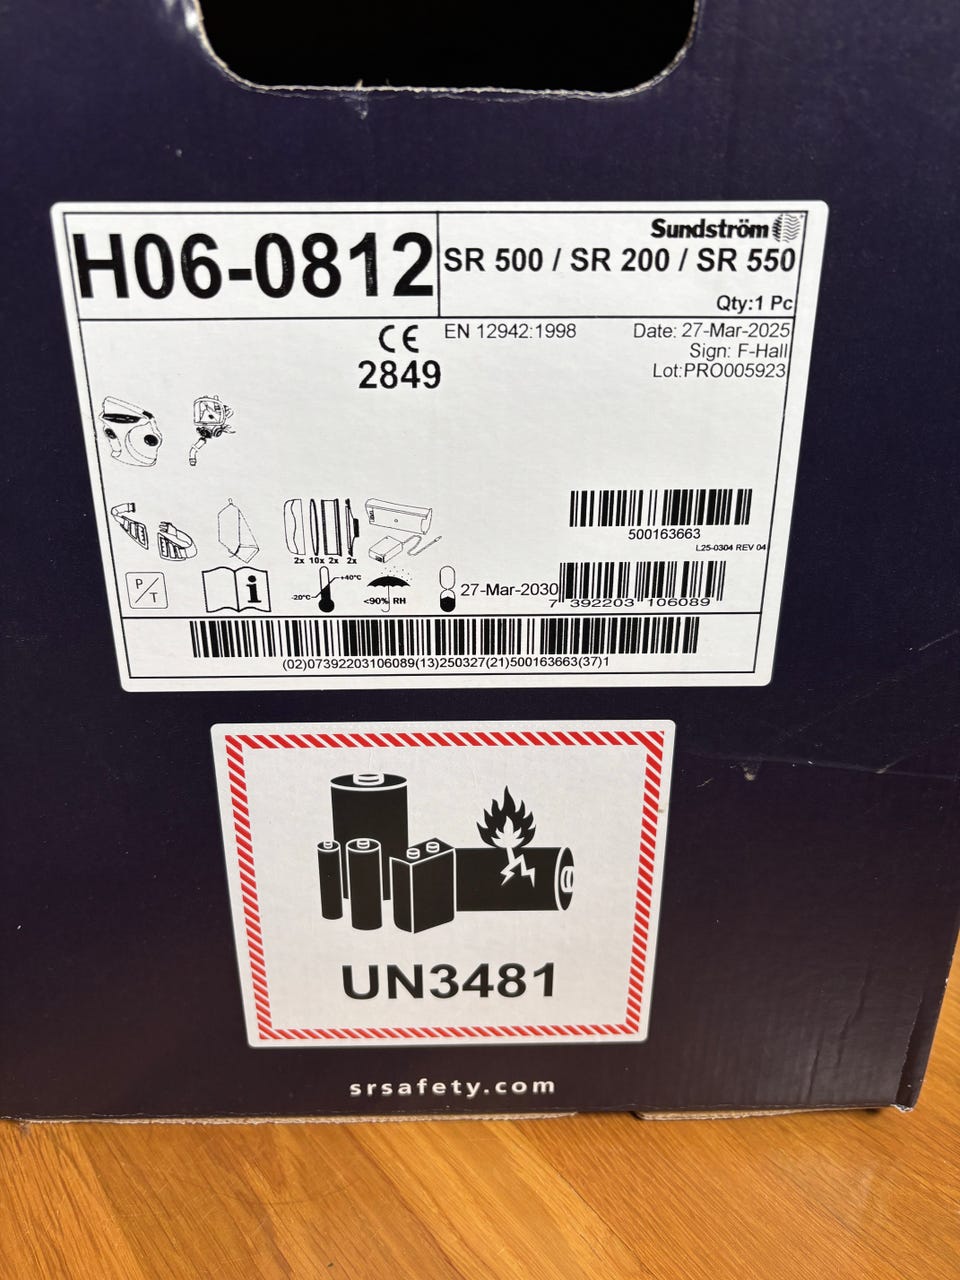 Sundström
H06-0812
SR 500 / SR 200 / SR 550
Qty:1 Pc
CE
2849
EN 12942:1998
Date: 27-Mar-2025
Sign: F-Hall
Lot:PRO005923
500163663
L25-0304 REV 04
2x 10x 2x 2x
P/T
i
-20°C
+40°C
<90% RH
27-Mar-2030
7 392203 106089
(02)07392203106089(13)250327(21)500163663(37)1
UN3481
srsafety.com